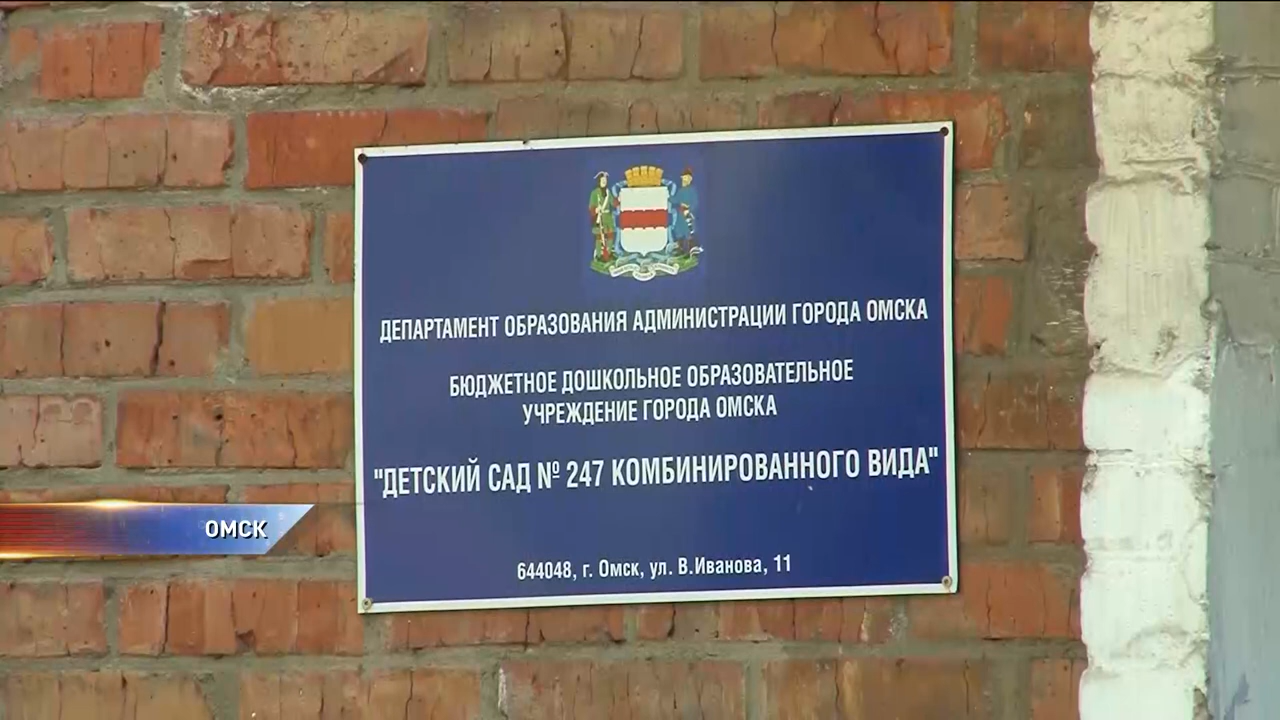 ДЕПАРТАМЕНТ ОБРАЗОВАНИЯ АДМИНИСТРАЦИИ ГОРОДА ОМСКА
БЮДЖЕТНОЕ ДОШКОЛЬНОЕ ОБРАЗОВАТЕЛЬНОЕ
УЧРЕЖДЕНИЕ ГОРОДА ОМСКА
"ДЕТСКИЙ САД № 247 КОМБИНИРОВАННОГО ВИДА"
ОМСК
644048, г. Омск, ул. В.Иванова, 11